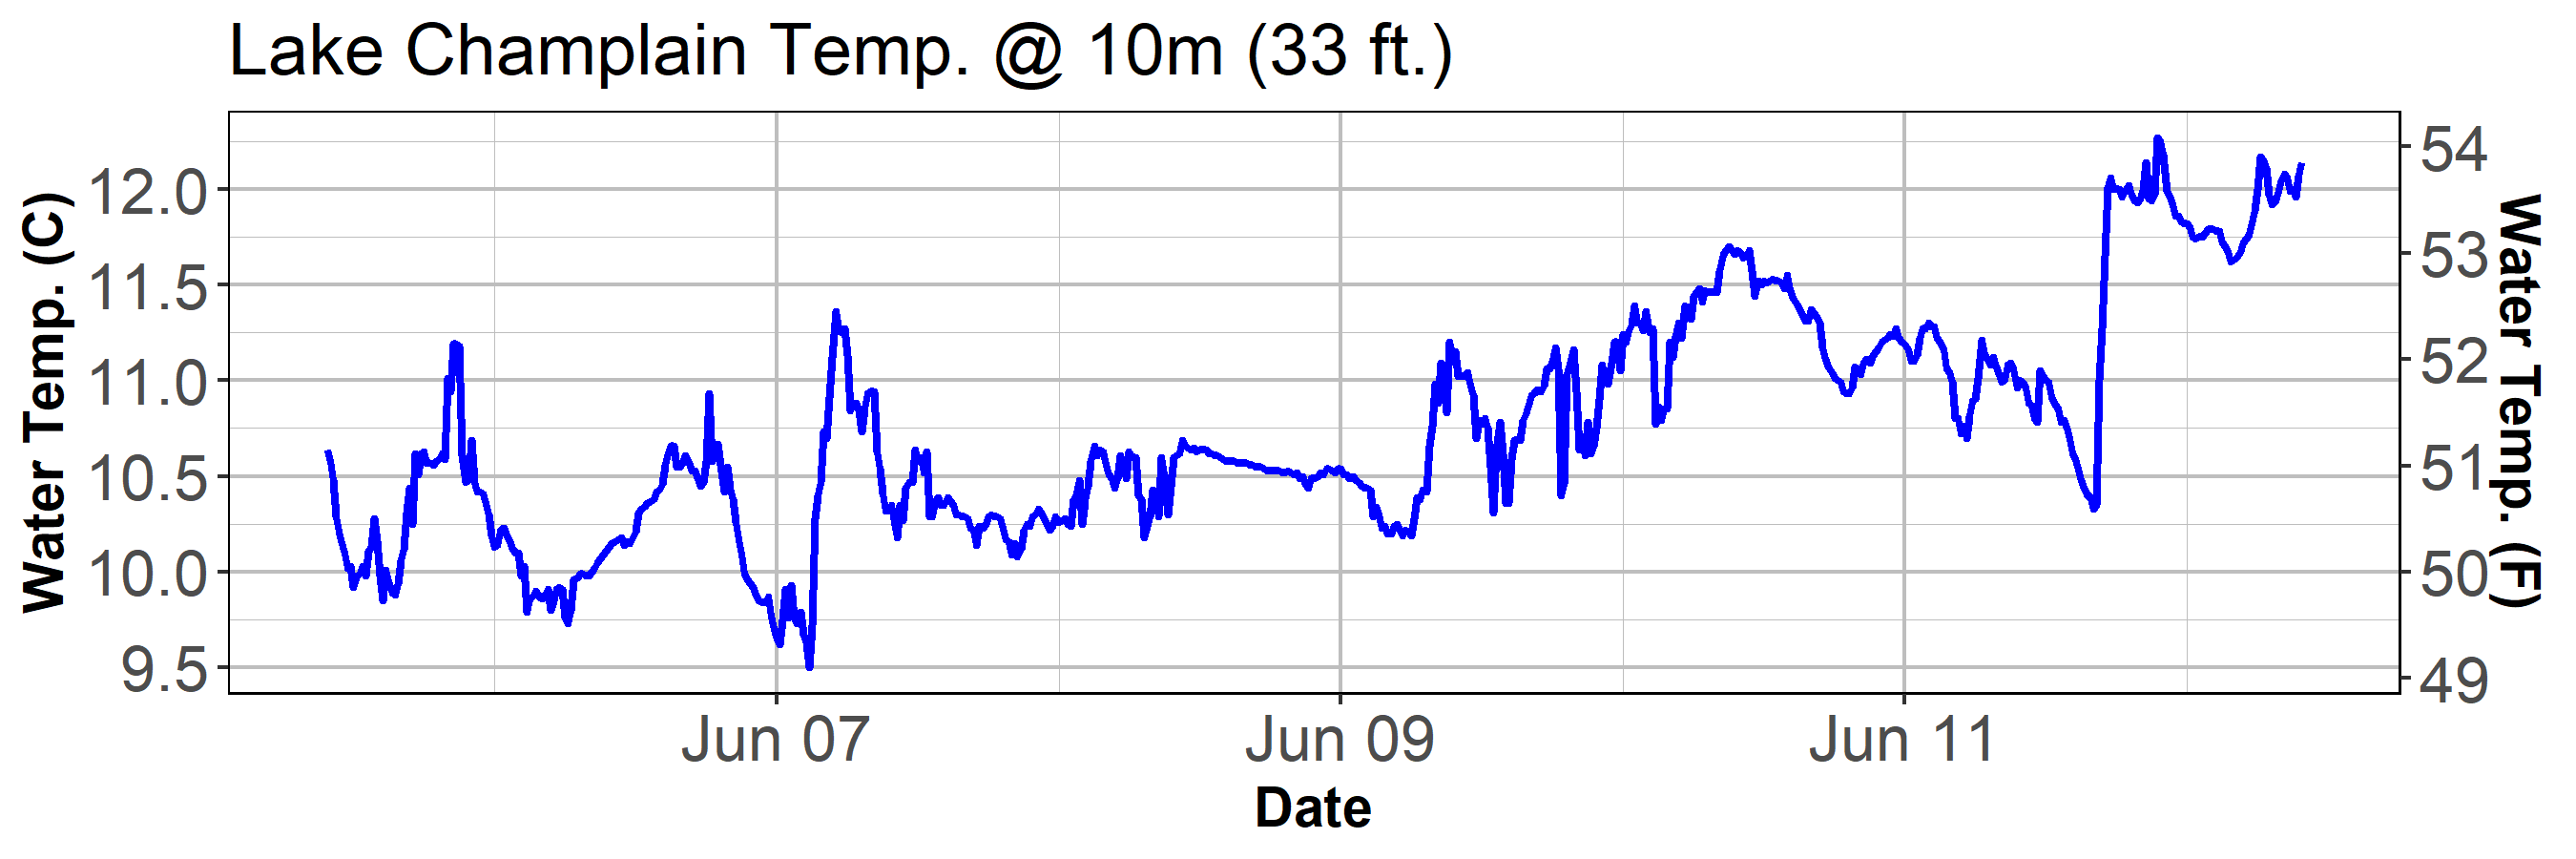 Lake Champlain Temp. @ 10m (33 ft.)
Water Temp. (C)
12.0
11.5
11.0
10.5
10.0
9.5
54
53
52
51
50
49
Water Temp. (F)
Jun 07 Jun 09 Jun 11
Date